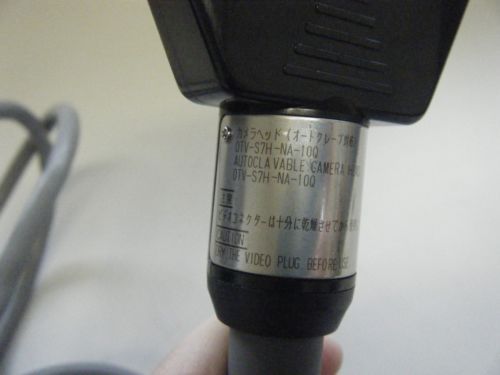 カメラヘッド(オートクレーブ対応)
OTV-S7H-NA-10Q
AUTOCLAVABLE CAMERA HEAD
OTV-S7H-NA-10Q
注意
ビデオコネクターは十分に乾燥させてから
CAUTION
DRY THE VIDEO PLUG BEFORE USE